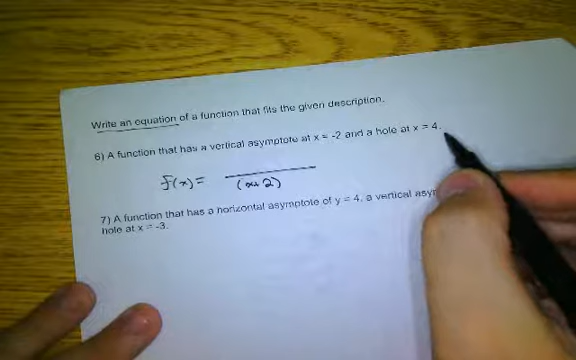 Write an equation of a function that fits the given description.
6) A function that has a vertical asymptote at x = -2 and a hole at x = 4.
f(x) =
(x+2)
7) A function that has a horizontal asymptote of y = 4, a vertical
hole at x = -3.